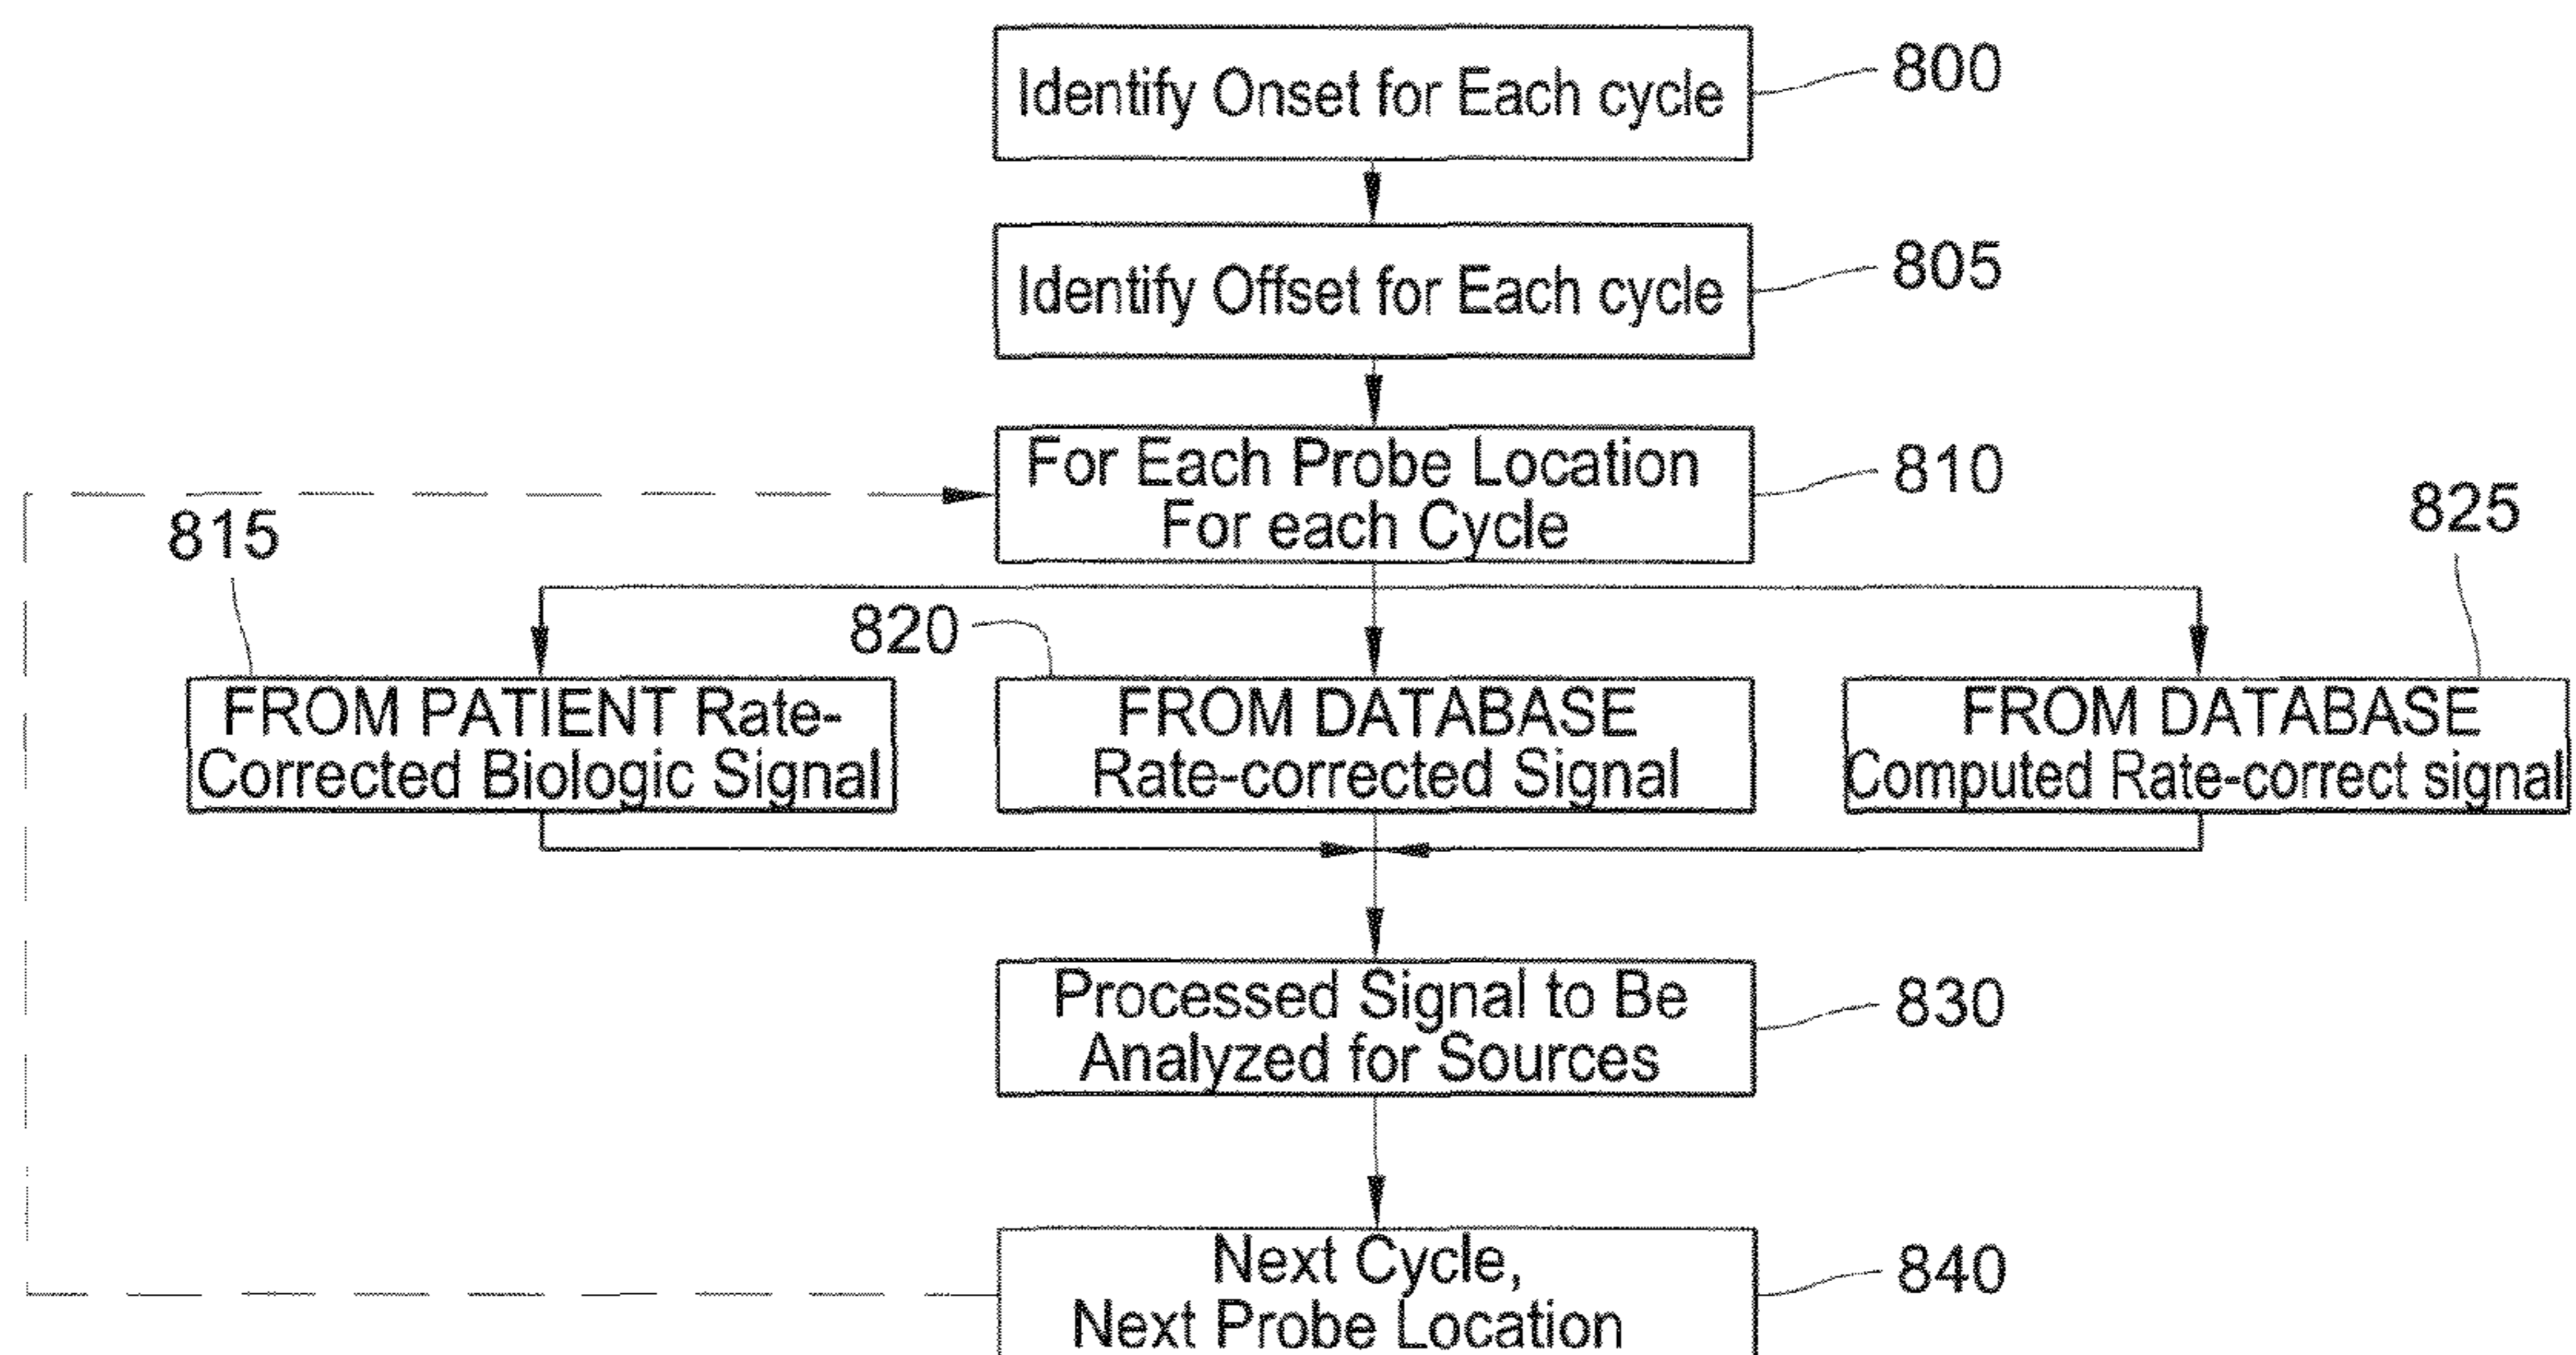 Identify Onset for Each cycle
800
Identify Offset for Each cycle
805
For Each Probe Location
For each Cycle
810
815
820
825
FROM PATIENT Rate-
Corrected Biologic Signal
FROM DATABASE
Rate-corrected Signal
FROM DATABASE
Computed Rate-correct signal
Processed Signal to Be
Analyzed for Sources
830
Next Cycle,
Next Probe Location
840